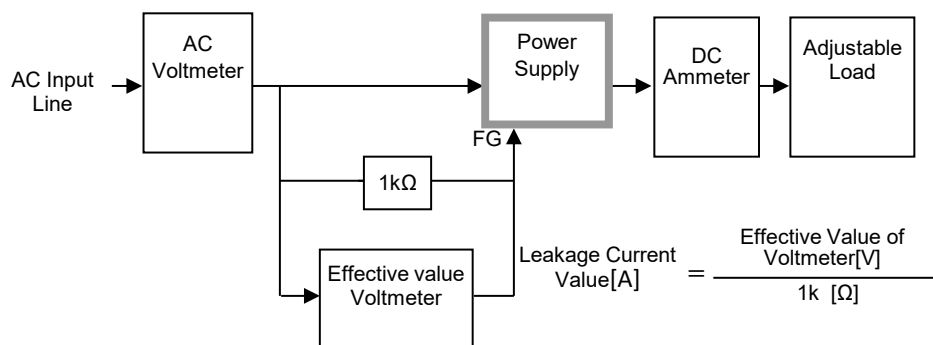 AC Input
Line
AC
Voltmeter
Power
Supply
DC
Ammeter
Adjustable
Load
FG
1kΩ
Effective value
Voltmeter
Leakage Current
Value[A]
=
Effective Value of
Voltmeter[V]
1k [Ω]